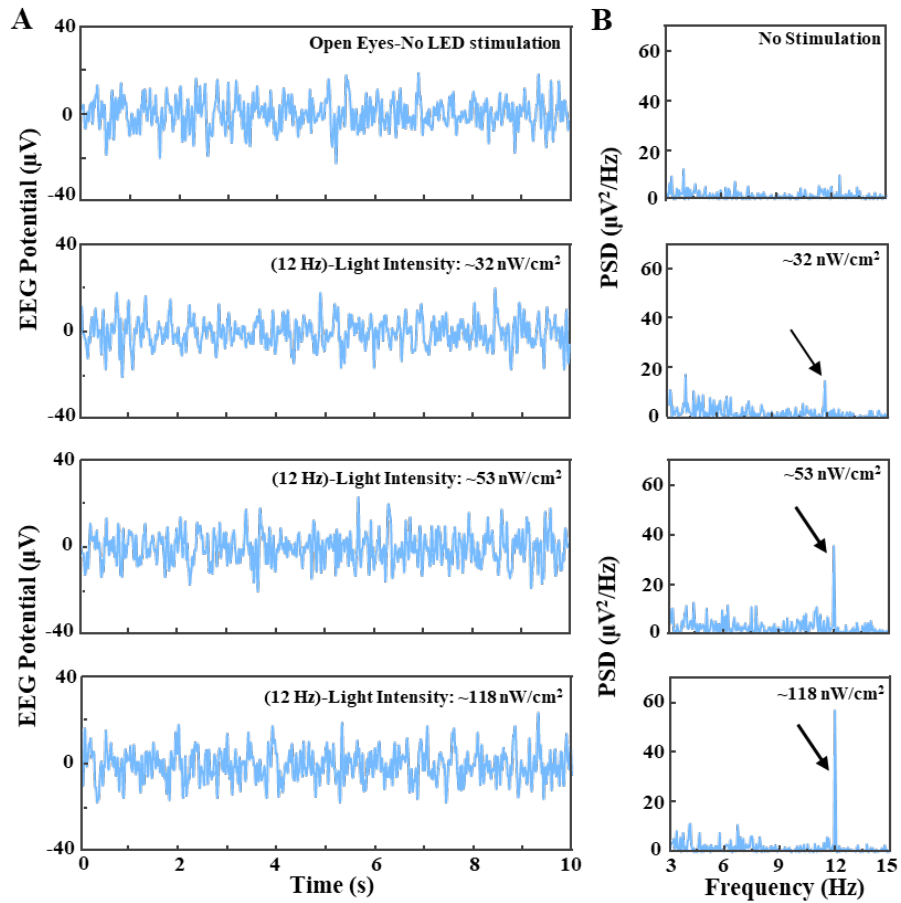 A
B
40
Open Eyes-No LED stimulation
0
-40
60
No Stimulation
40
20
0
EEG Potential (µV)
PSD (µV²/Hz)
40
(12 Hz)-Light Intensity: ~32 nW/cm²
0
-40
60
~32 nW/cm²
40
20
0
40
(12 Hz)-Light Intensity: ~53 nW/cm²
0
-40
60
~53 nW/cm²
40
20
0
EEG Potential (µV)
PSD (µV²/Hz)
40
(12 Hz)-Light Intensity: ~118 nW/cm²
0
-40
60
~118 nW/cm²
40
20
0
0 2 4 6 8 10
Time (s)
3 6 9 12 15
Frequency (Hz)